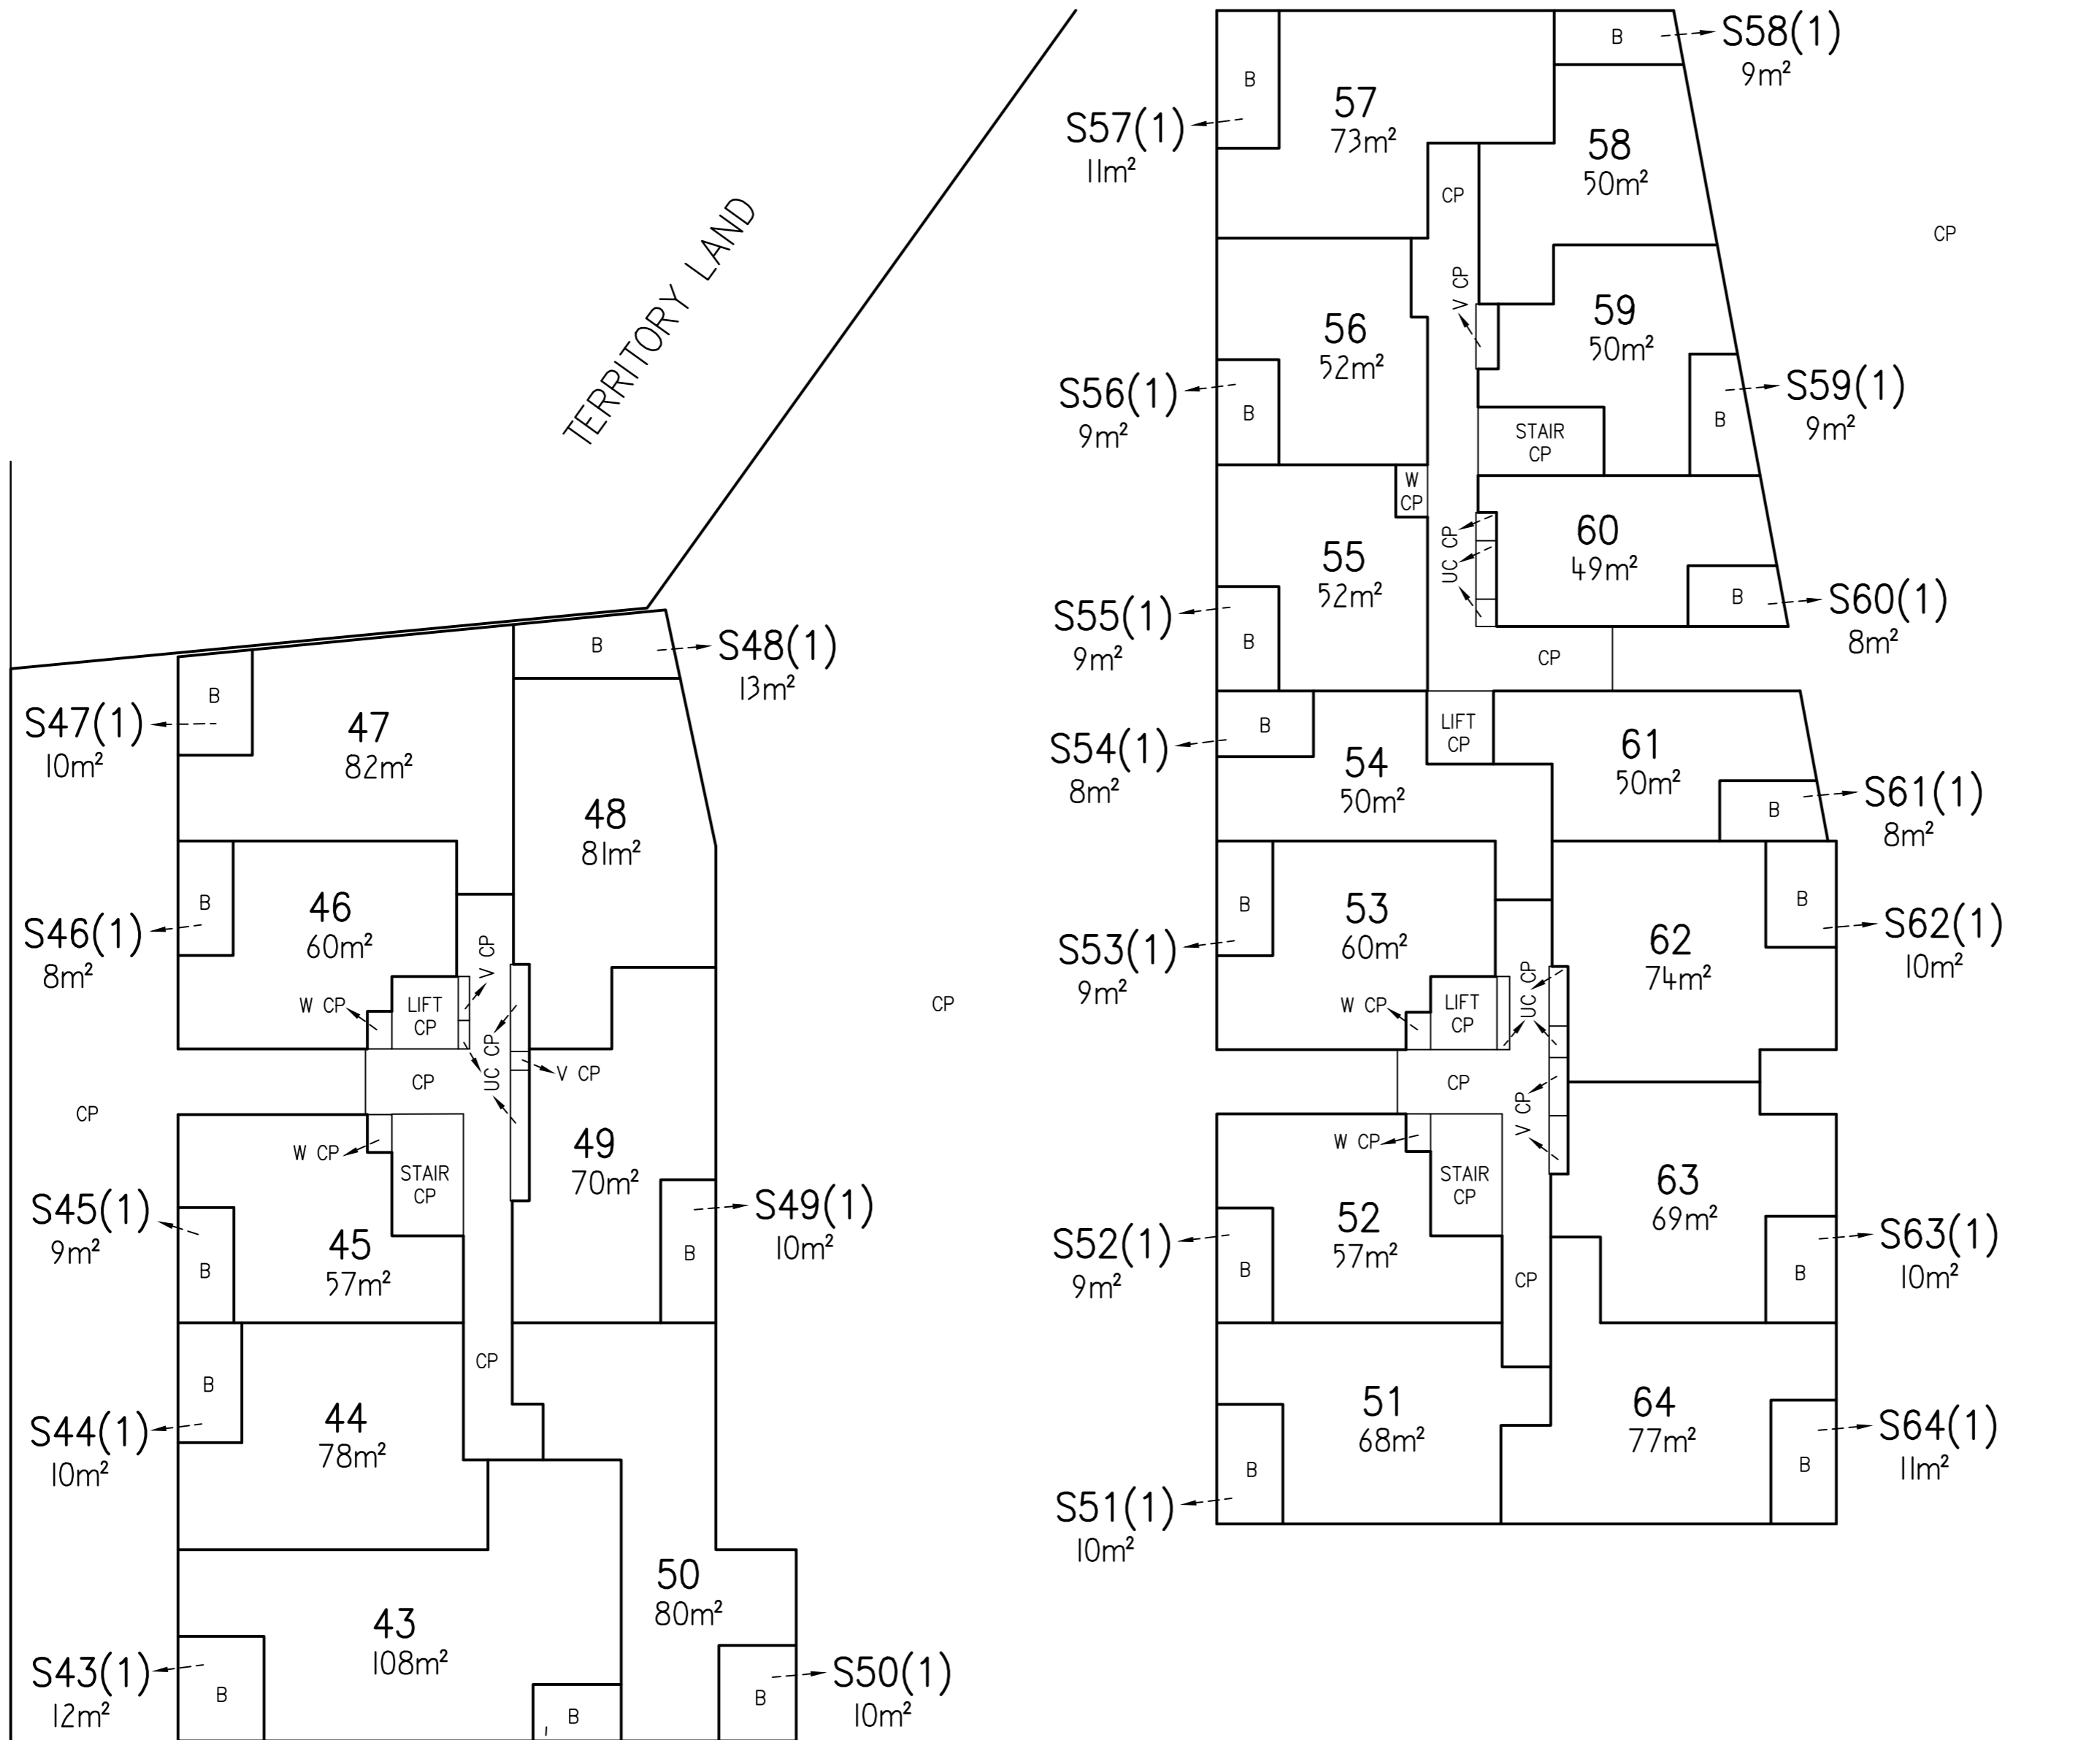 TERRITORY LAND
B
S48(1)
13m²
B
S47(1)
10m²
47
82m²
48
81m²
B
S46(1)
8m²
46
60m²
V CP
W CP
LIFT
CP
UC CP
V CP
CP
CP
CP
W CP
STAIR
CP
49
70m²
S45(1)
9m²
B
45
57m²
S49(1)
10m²
B
CP
B
S44(1)
10m²
44
78m²
50
80m²
43
108m²
S43(1)
12m²
B
B
B
S50(1)
10m²
B
S57(1)
11m²
57
73m²
B
S58(1)
9m²
58
50m²
CP
CP
V CP
56
52m²
S56(1)
9m²
B
59
50m²
S59(1)
9m²
B
STAIR
CP
W
CP
55
52m²
S55(1)
9m²
B
UC CP
60
49m²
B
S60(1)
8m²
CP
B
S54(1)
8m²
54
50m²
LIFT
CP
61
50m²
B
S61(1)
8m²
B
S53(1)
9m²
53
60m²
W CP
LIFT
CP
UC CP
62
74m²
B
S62(1)
10m²
CP
V CP
W CP
STAIR
CP
52
57m²
S52(1)
9m²
B
CP
63
69m²
S63(1)
10m²
B
51
68m²
B
S51(1)
10m²
64
77m²
S64(1)
11m²
B